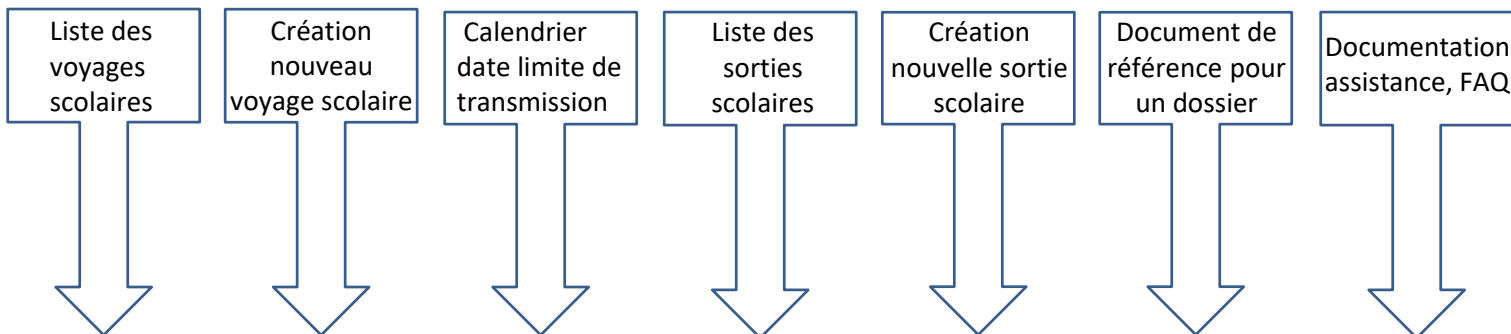 Liste des
voyages
scolaires
Création
nouveau
voyage scolaire
Calendrier
date limite de
transmission
Liste des
sorties
scolaires
Création
nouvelle sortie
scolaire
Document de
référence pour
un dossier
Documentation
assistance, FAQ